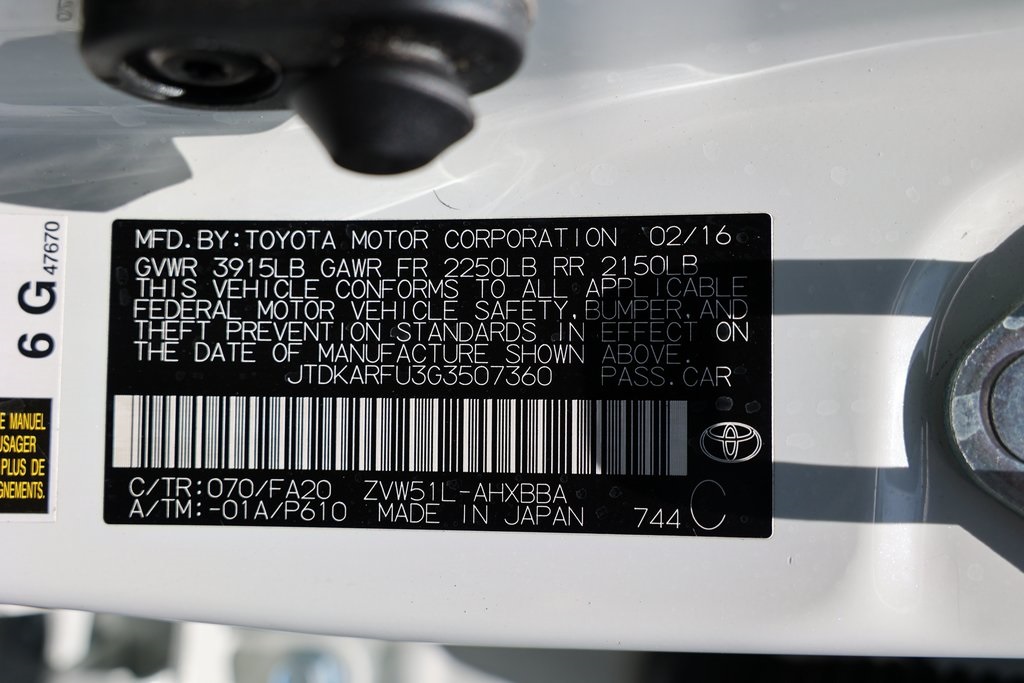 MFD.BY:TOYOTA MOTOR CORPORATION 02/16
GVWR 3915LB GAWR FR 2250LB RR 2150LB
THIS VEHICLE CONFORMS TO ALL APPLICABLE
FEDERAL MOTOR VEHICLE SAFETY, BUMPER, AND
THEFT PREVENTION STANDARDS IN EFFECT ON
THE DATE OF MANUFACTURE SHOWN ABOVE.
JTDKARFU3G3507360 PASS.CAR
C/TR:070/FA20 ZVW51L-AHXBBA
A/TM:-01A/P610 MADE IN JAPAN 744 C
6 G 47670
E MANUEL
USAGER
PLUS DE
GNEMENTS.